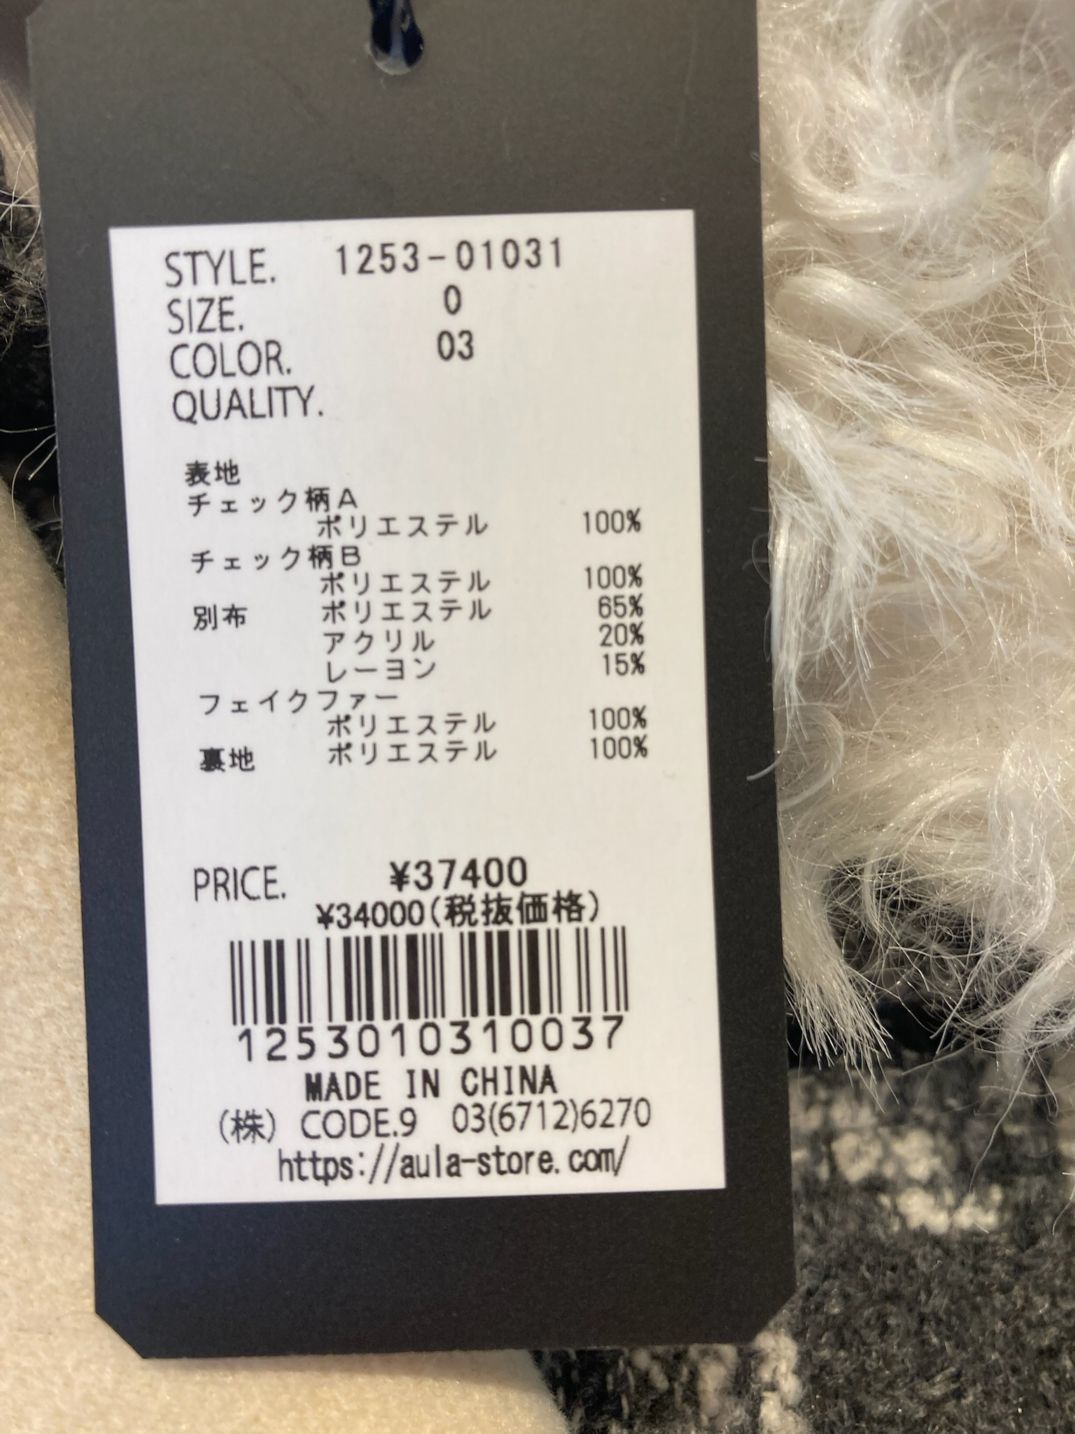 STYLE. 1253-01031
SIZE. 0
COLOR. 03
QUALITY.
表地
チェック柄A
ポリエステル 100%
チェック柄B
ポリエステル 100%
別布 ポリエステル 65%
アクリル 20%
レーヨン 15%
フェイクファー
ポリエステル 100%
裏地 ポリエステル 100%
PRICE. ¥37400
¥34000(税抜価格)
1253010310037
MADE IN CHINA
(株) CODE.9 03(6712)6270
https://aula-store.com/